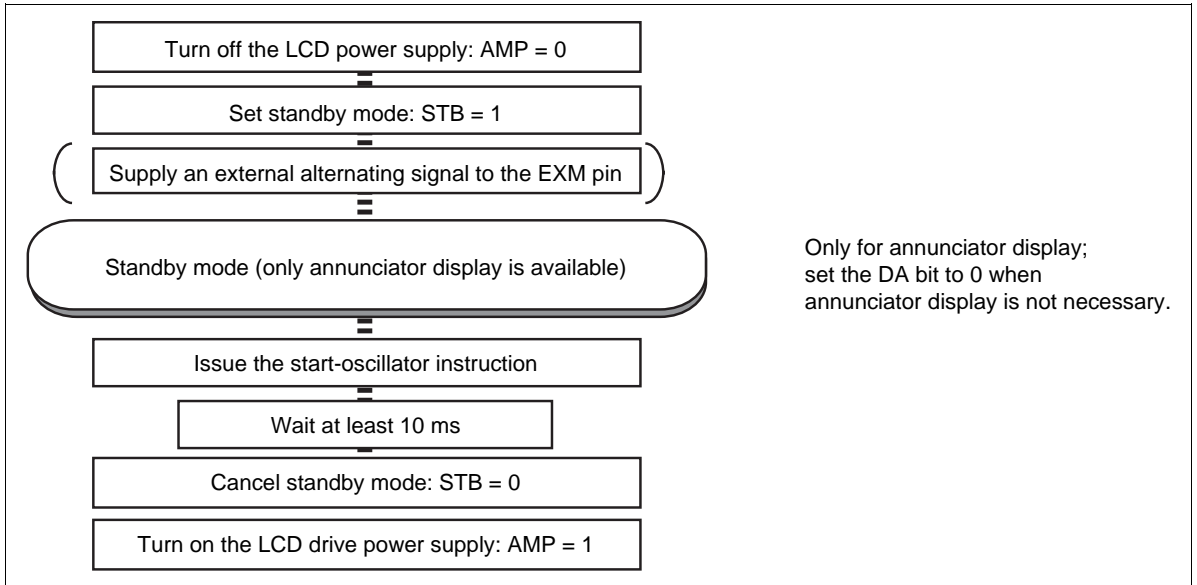 Turn off the LCD power supply: AMP = 0
Set standby mode: STB = 1
Supply an external alternating signal to the EXM pin
Standby mode (only annunciator display is available)
Only for annunciator display;
set the DA bit to 0 when
annunciator display is not necessary.
Issue the start-oscillator instruction
Wait at least 10 ms
Cancel standby mode: STB = 0
Turn on the LCD drive power supply: AMP = 1